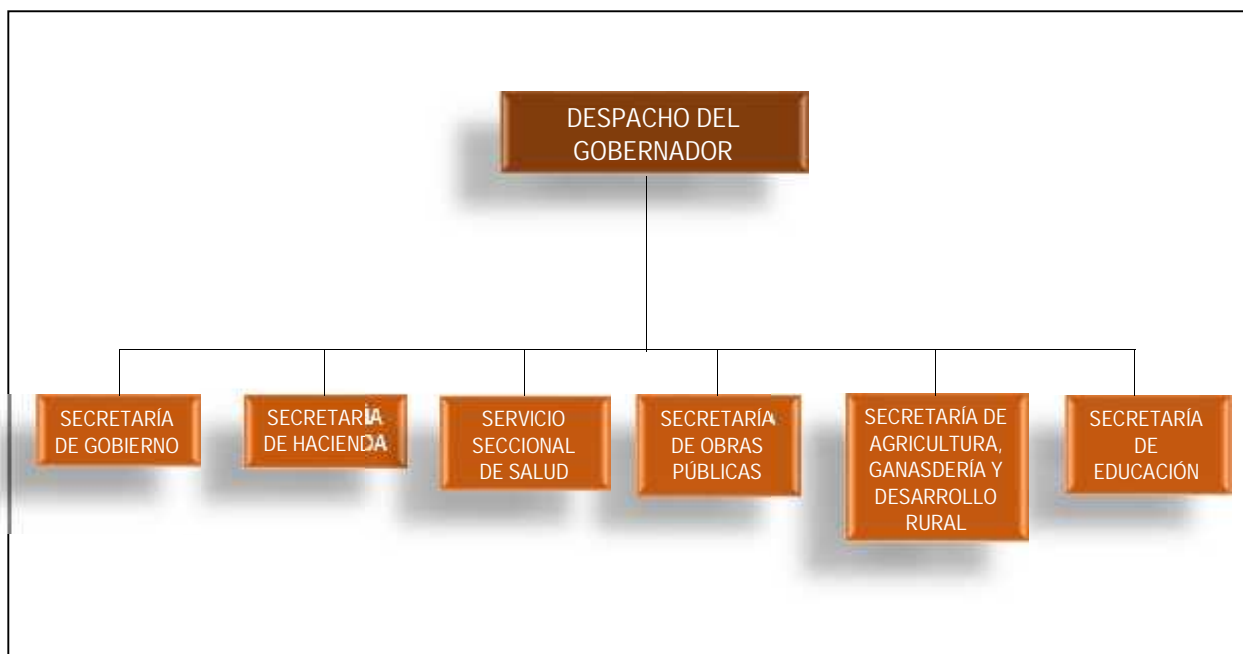 DESPACHO DEL
GOBERNADOR
SECRETARÍA
DE GOBIERNO
SECRETARÍA
DE HACIENDA
SERVICIO
SECCIONAL
DE SALUD
SECRETARÍA
DE OBRAS
PÚBLICAS
SECRETARÍA DE
AGRICULTURA,
GANASDERÍA Y
DESARROLLO
RURAL
SECRETARÍA
DE
EDUCACIÓN